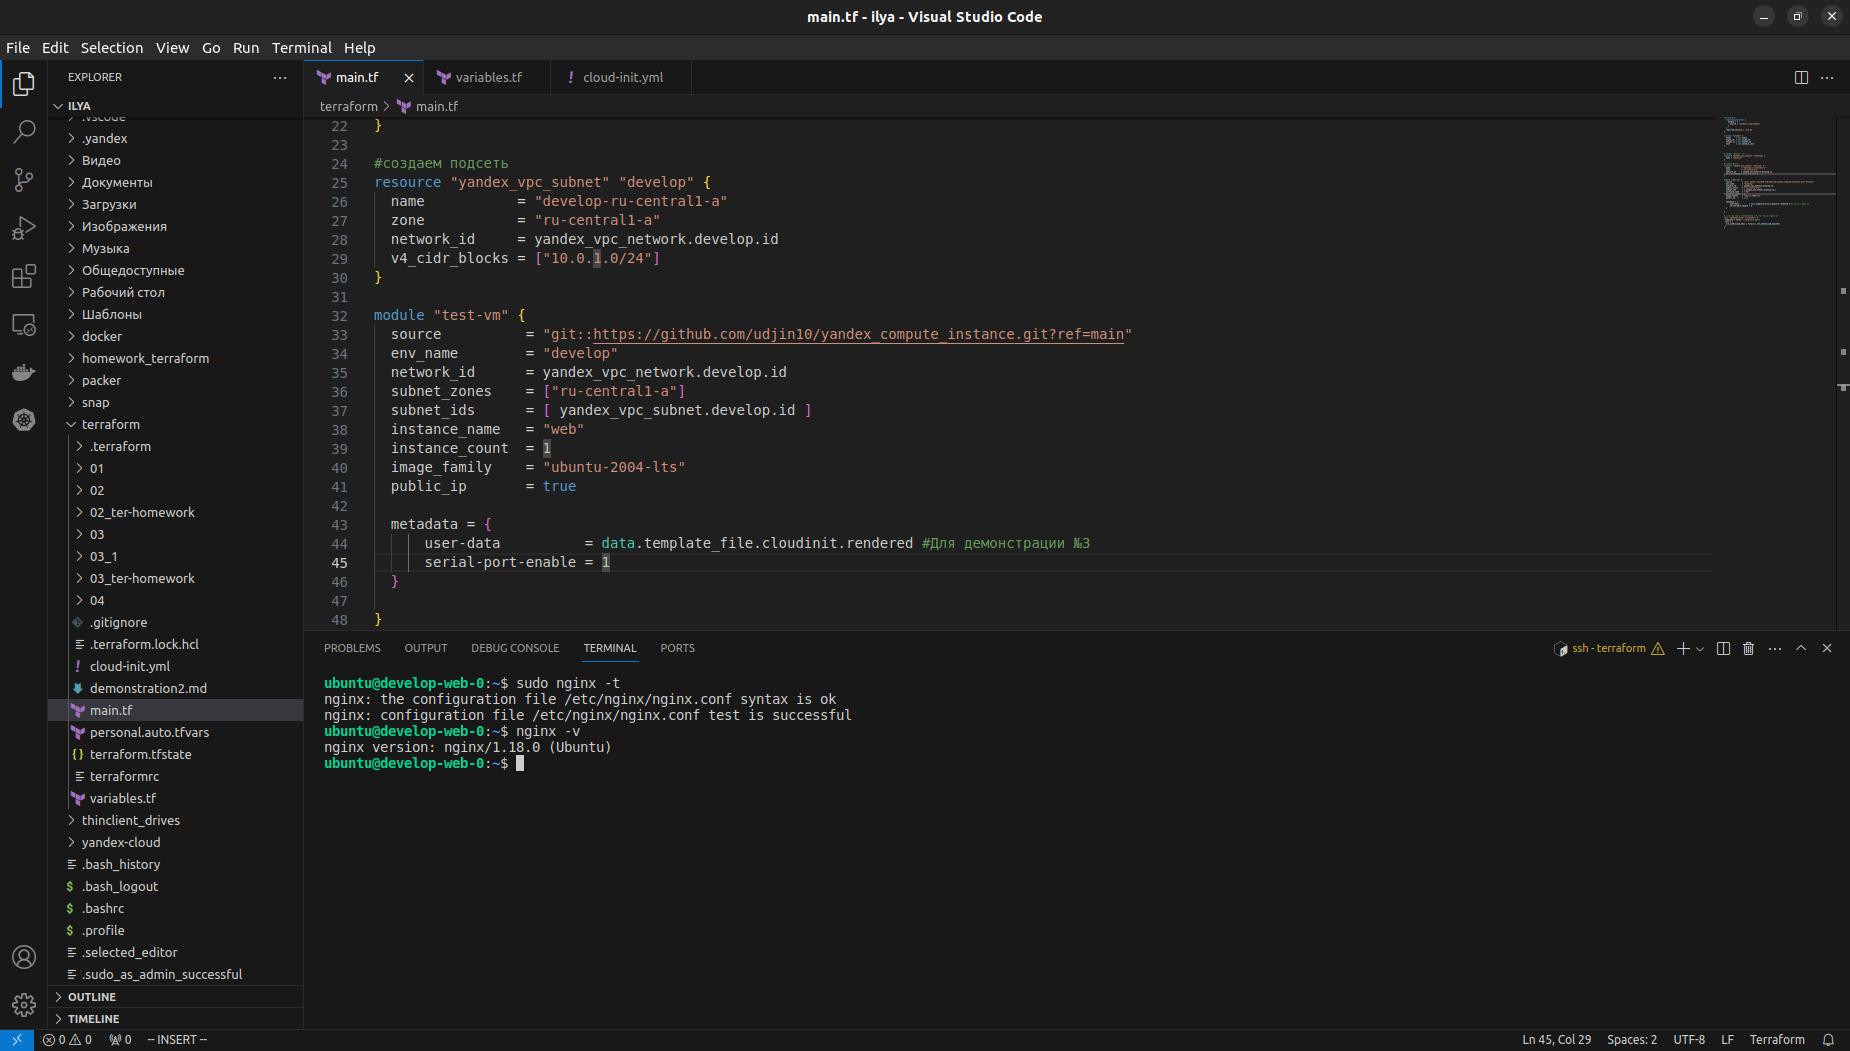 main.tf - ilya - Visual Studio Code
File Edit Selection View Go Run Terminal Help
EXPLORER
ILYA
.vscode
.yandex
Видео
Документы
Загрузки
Изображения
Музыка
Общедоступные
Рабочий стол
Шаблоны
docker
homework_terraform
packer
snap
terraform
.terraform
01
02
02_ter-homework
03
03_1
03_ter-homework
04
.gitignore
.terraform.lock.hcl
cloud-init.yml
demonstration2.md
main.tf
personal.auto.tfvars
terraform.tfstate
terraformrc
variables.tf
thinclient_drives
yandex-cloud
.bash_history
.bash_logout
.bashrc
.profile
.selected_editor
.sudo_as_admin_successful
OUTLINE
TIMELINE
main.tf variables.tf cloud-init.yml
terraform > main.tf
22 }
23
24 #создаем подсеть
25 resource "yandex_vpc_subnet" "develop" {
26 name = "develop-ru-central1-a"
27 zone = "ru-central1-a"
28 network_id = yandex_vpc_network.develop.id
29 v4_cidr_blocks = ["10.0.1.0/24"]
30 }
31
32 module "test-vm" {
33 source = "git::https://github.com/udjin10/yandex_compute_instance.git?ref=main"
34 env_name = "develop"
35 network_id = yandex_vpc_network.develop.id
36 subnet_zones = ["ru-central1-a"]
37 subnet_ids = [ yandex_vpc_subnet.develop.id ]
38 instance_name = "web"
39 instance_count = 1
40 image_family = "ubuntu-2004-lts"
41 public_ip = true
42
43 metadata = {
44 user-data = data.template_file.cloudinit.rendered #Для демонстрации №3
45 serial-port-enable = 1
46 }
47
48 }
PROBLEMS OUTPUT DEBUG CONSOLE TERMINAL PORTS
ssh - terraform
ubuntu@develop-web-0:~$ sudo nginx -t
nginx: the configuration file /etc/nginx/nginx.conf syntax is ok
nginx: configuration file /etc/nginx/nginx.conf test is successful
ubuntu@develop-web-0:~$ nginx -v
nginx version: nginx/1.18.0 (Ubuntu)
ubuntu@develop-web-0:~$
0 0 0 -- INSERT -- Ln 45, Col 29 Spaces: 2 UTF-8 LF Terraform